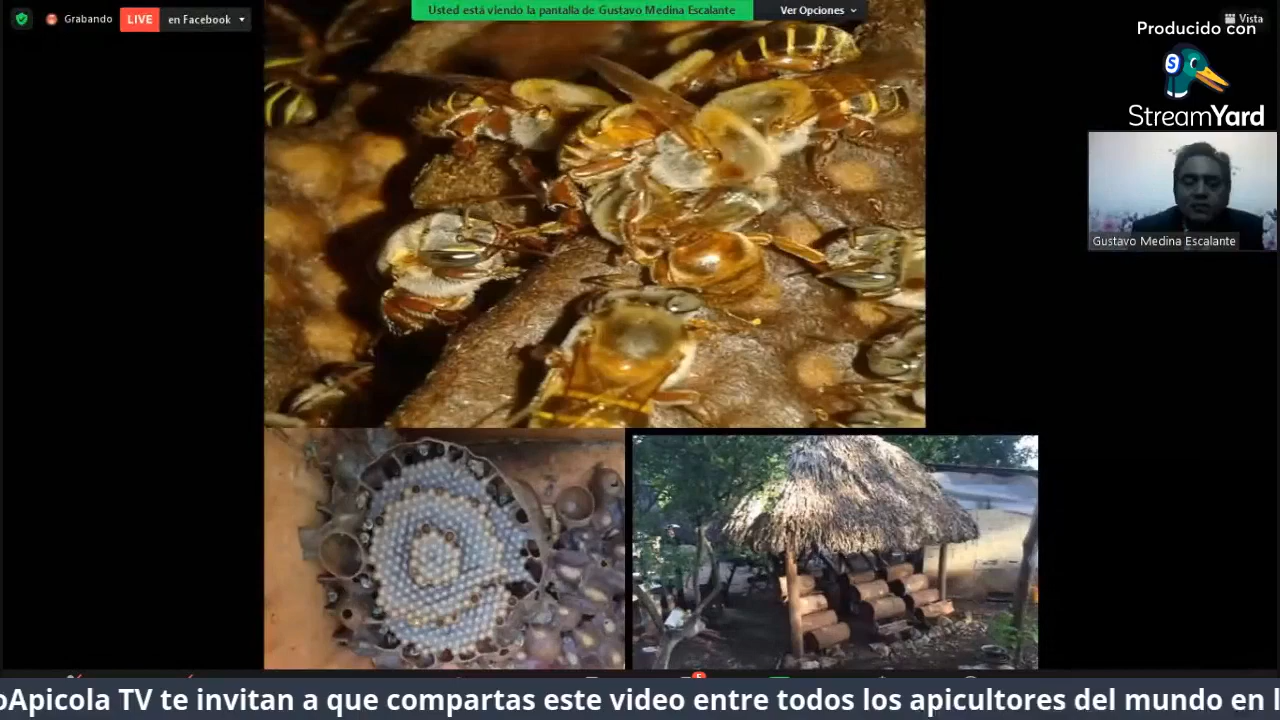 Grabando
LIVE en Facebook
Usted está viendo la pantalla de Gustavo Medina Escalante
Ver Opciones
Vista
Producido con
S
StreamYard
Gustavo Medina Escalante
oApicola TV te invitan a que compartas este video entre todos los apicultores del mundo en l